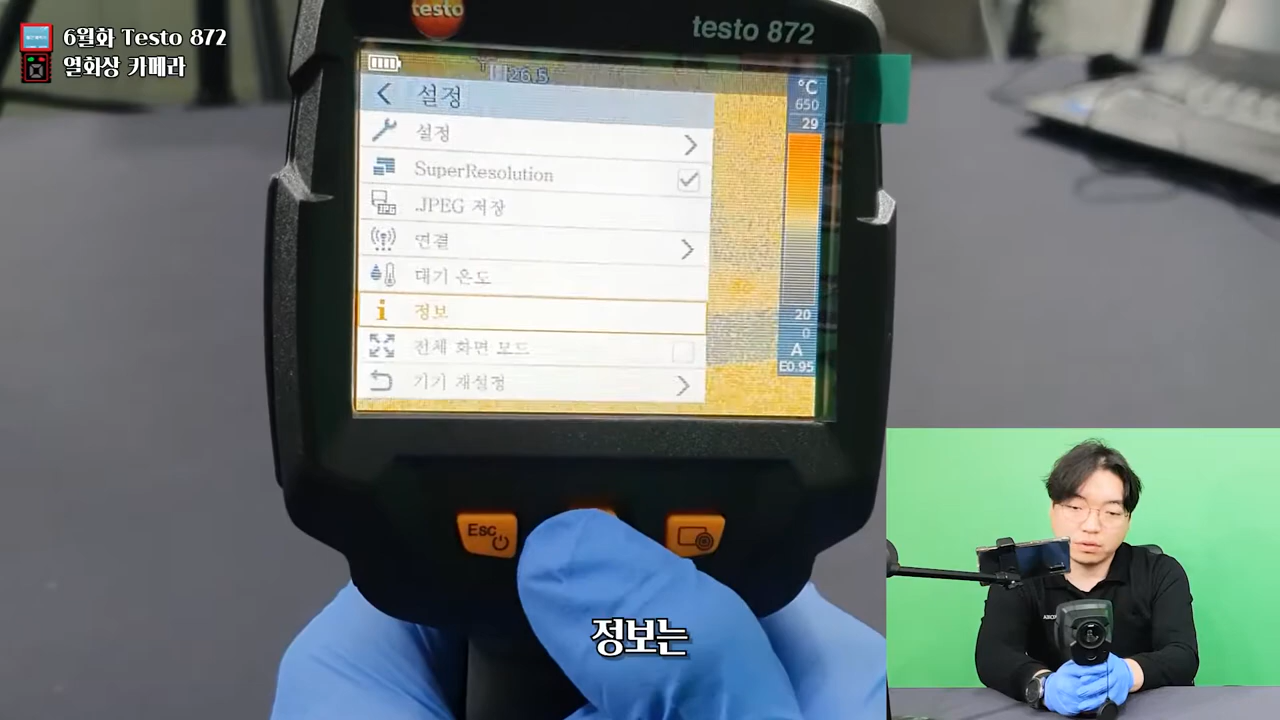 6월화 Testo 872
열화상 카메라
testo
testo 872
26.5
설정
설정
SuperResolution
.JPEG 저장
연결
대기 온도
정보
전체 화면 모드
기기 재설정
°C
650
29
20
0
A
E0.95
Esc
정보는